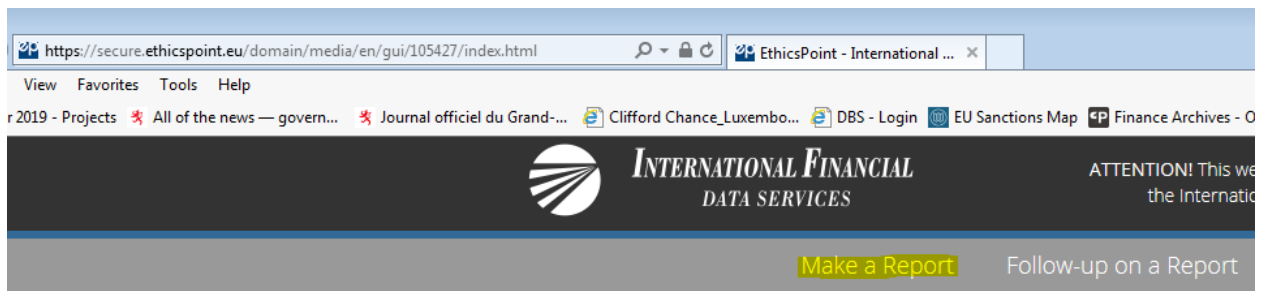 https://secure.ethicspoint.eu/domain/media/en/gui/105427/index.html EthicsPoint - International ...
View Favorites Tools Help
r 2019 - Projects All of the news — govern... Journal officiel du Grand-... Clifford Chance_Luxembo... DBS - Login EU Sanctions Map Finance Archives - O
INTERNATIONAL FINANCIAL
DATA SERVICES
ATTENTION! This we
the Internatio
Make a Report Follow-up on a Report